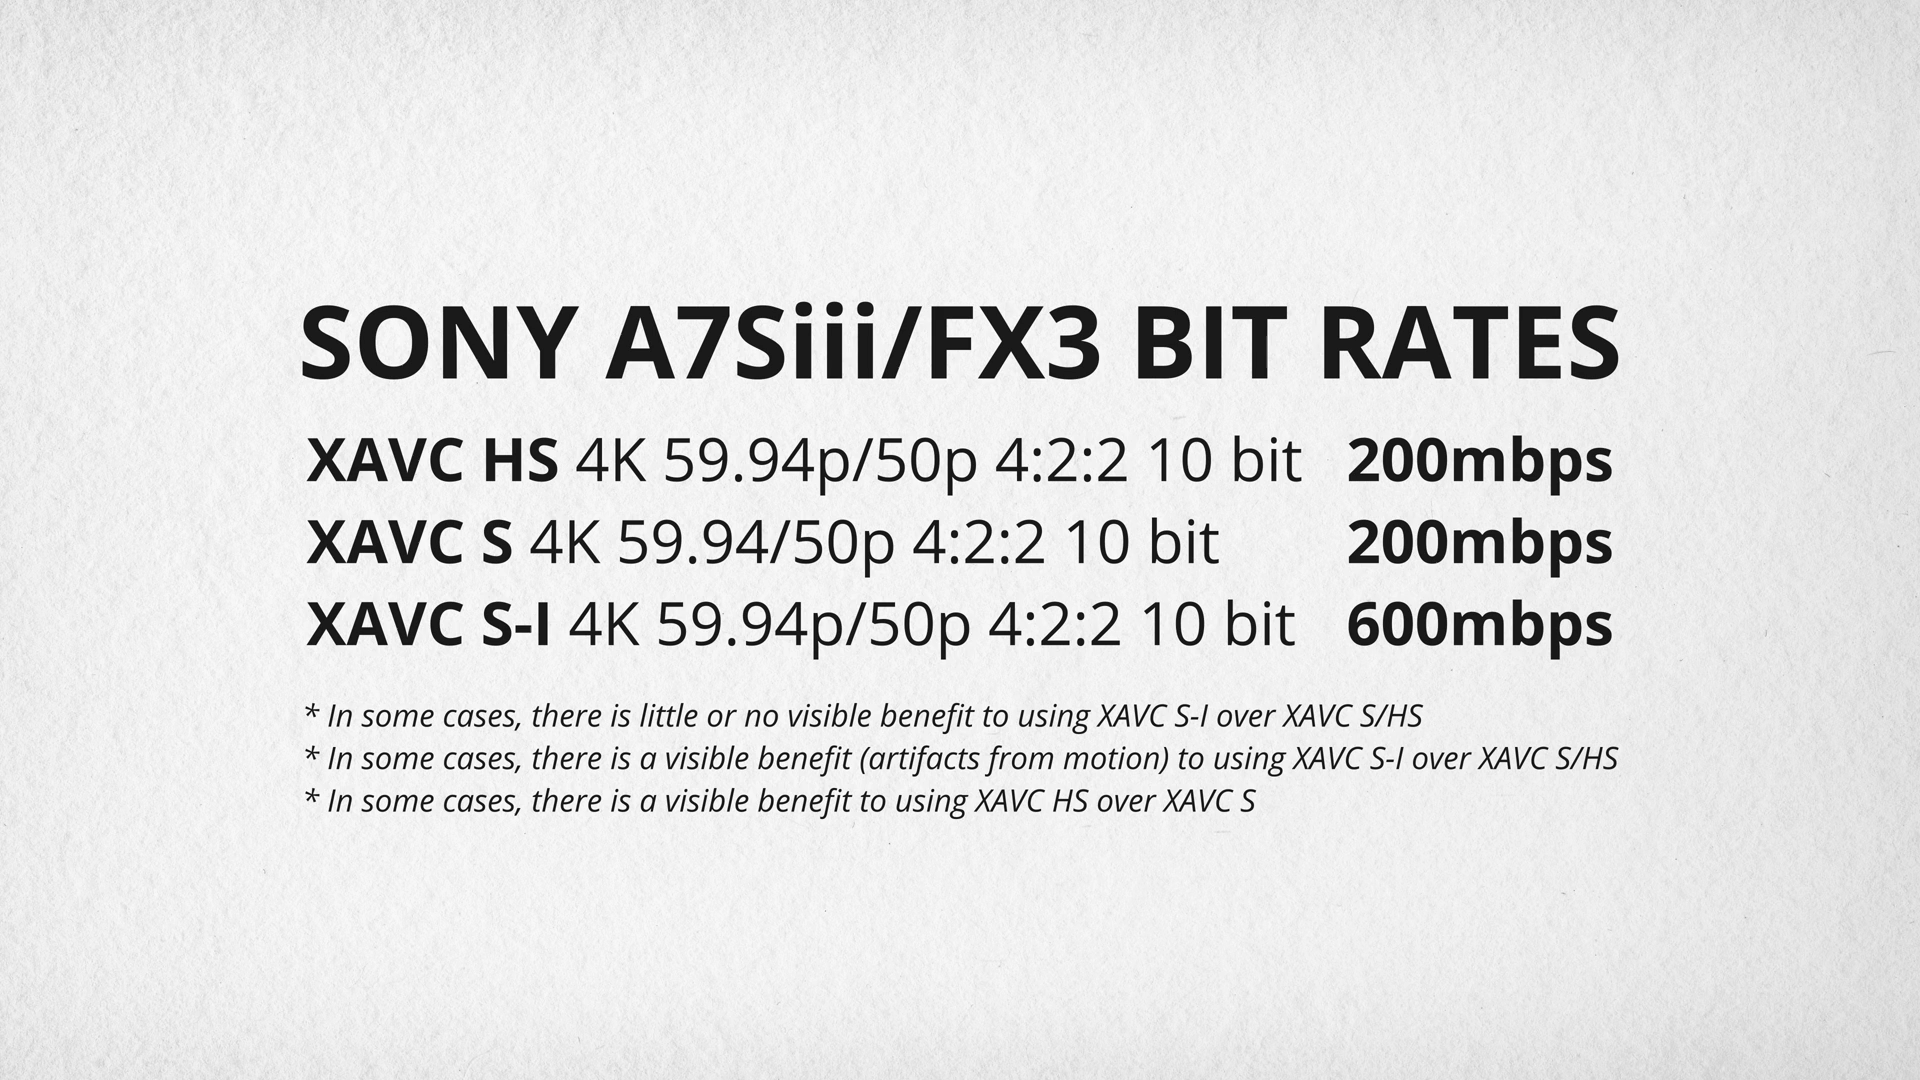 SONY A7Siii/FX3 BIT RATES
XAVC HS 4K 59.94p/50p 4:2:2 10 bit 200mbps
XAVC S 4K 59.94/50p 4:2:2 10 bit 200mbps
XAVC S-I 4K 59.94p/50p 4:2:2 10 bit 600mbps
* In some cases, there is little or no visible benefit to using XAVC S-I over XAVC S/HS
* In some cases, there is a visible benefit (artifacts from motion) to using XAVC S-I over XAVC S/HS
* In some cases, there is a visible benefit to using XAVC HS over XAVC S